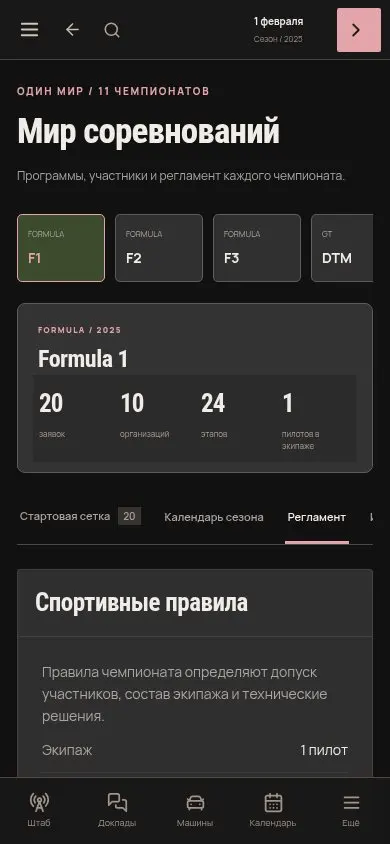 1 февраля
Сезон / 2025
ОДИН МИР / 11 ЧЕМПИОНАТОВ
Мир соревнований
Программы, участники и регламент каждого чемпионата.
FORMULA
F1
FORMULA
F2
FORMULA
F3
GT
DTM
FORMULA / 2025
Formula 1
20
заявок
10
организаций
24
этапов
1
пилотов в
экипаже
Стартовая сетка 20
Календарь сезона
Регламент
Спортивные правила
Правила чемпионата определяют допуск
участников, состав экипажа и технические
решения.
Экипаж 1 пилот
Штаб
Доклады
Машины
Календарь
Ещё